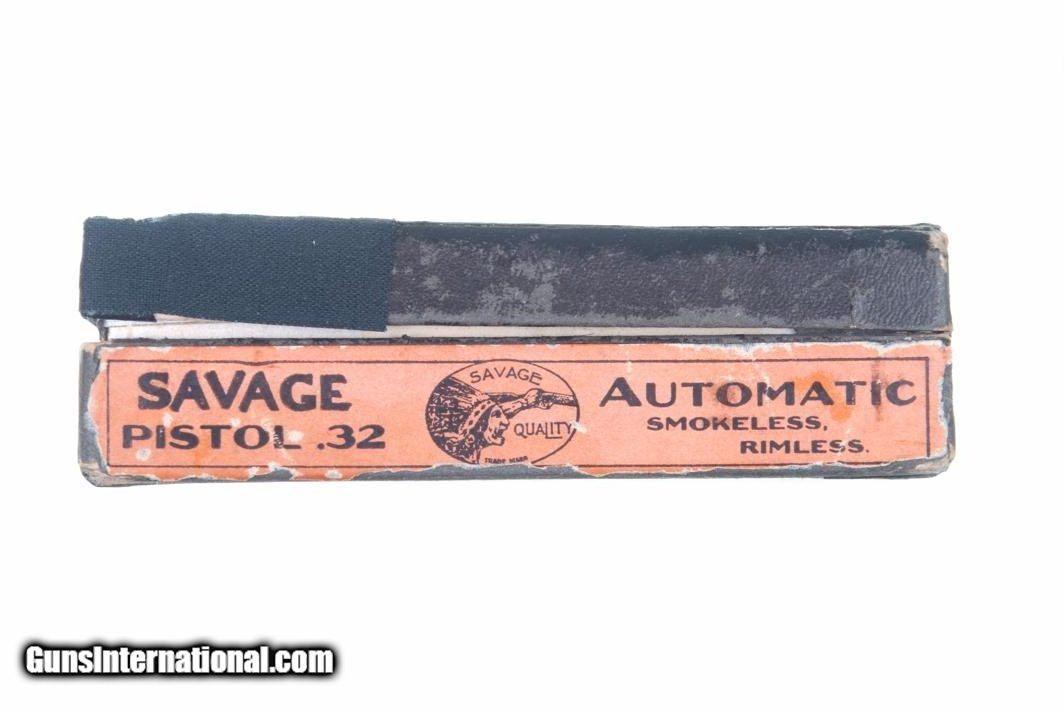 SAVAGE
PISTOL .32
SAVAGE
QUALITY
TRADE MARK
AUTOMATIC
SMOKELESS,
RIMLESS.
GunsInternational.com